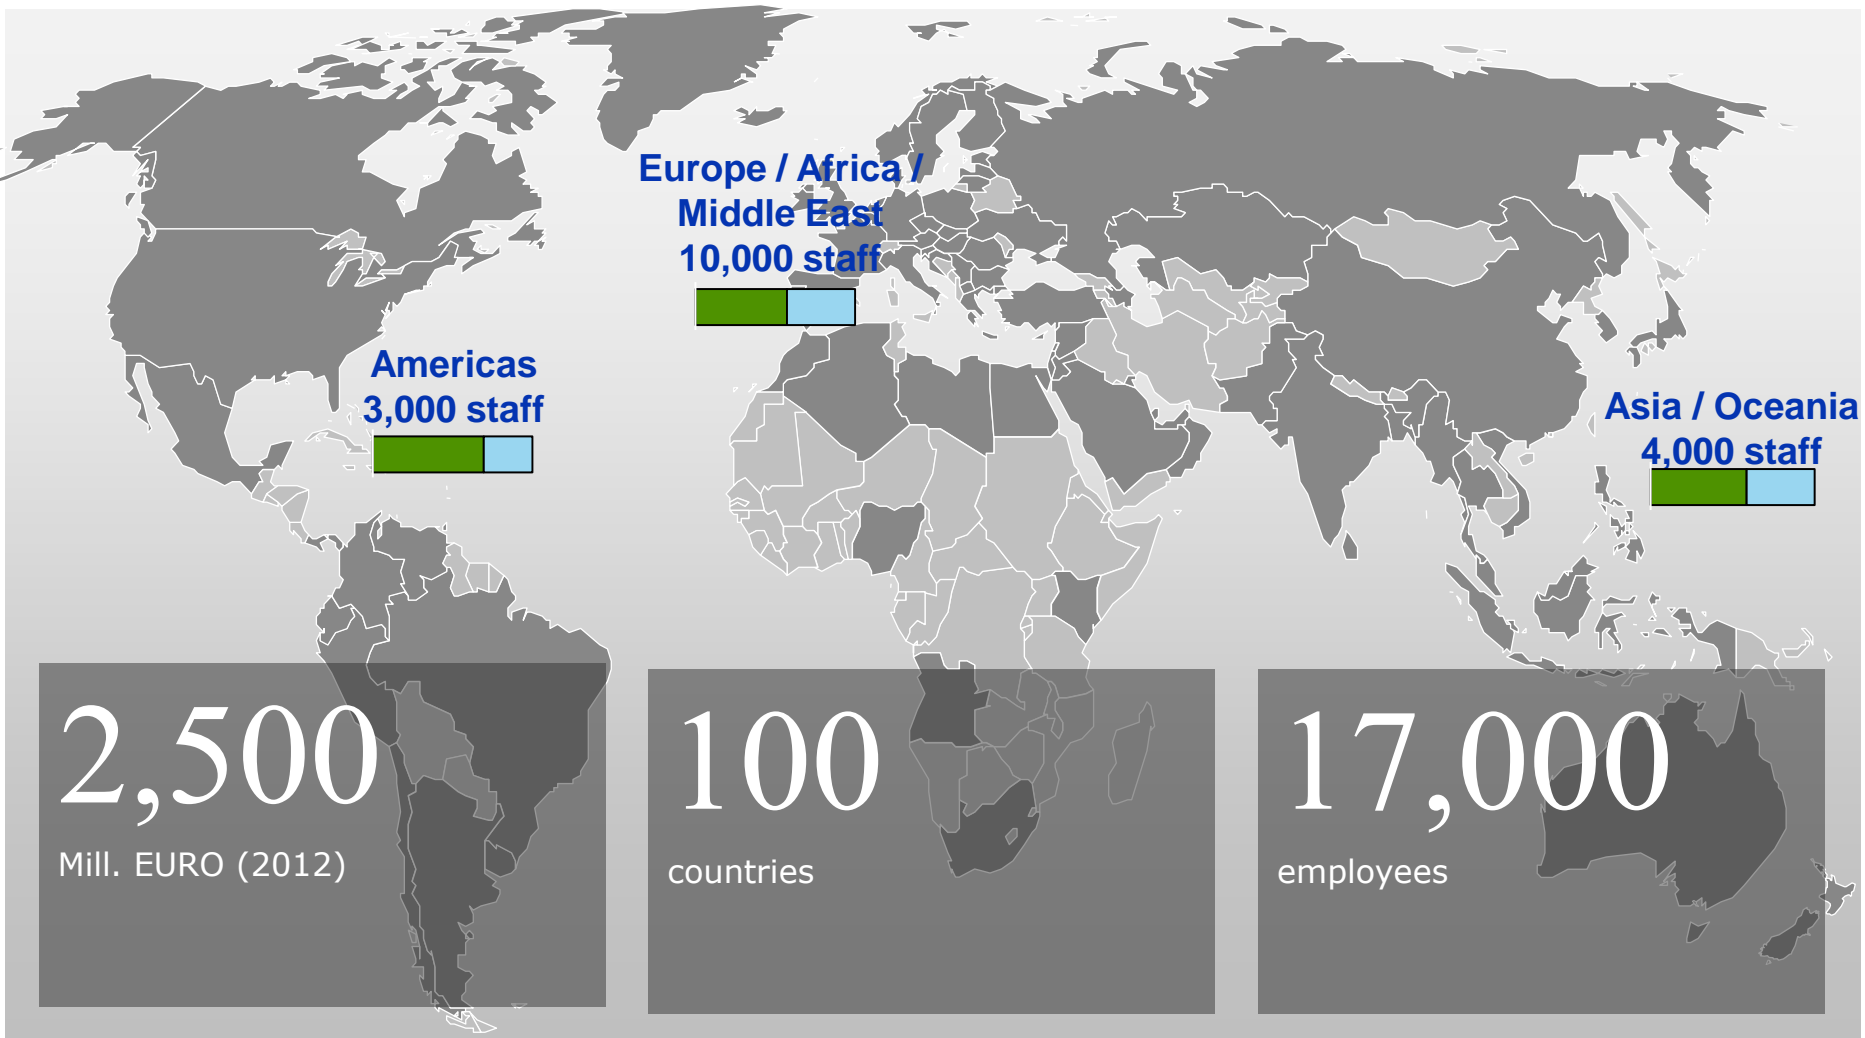 Europe / Africa /
Middle East
10,000 staff
Americas
3,000 staff
Asia / Oceania
4,000 staff
2,500
Mill. EURO (2012)
100
countries
17,000
employees